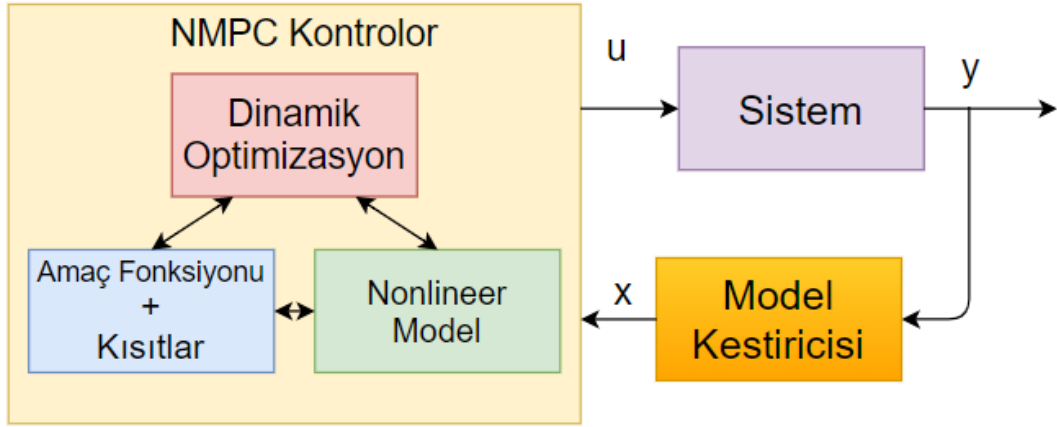 NMPC Kontrolor
Dinamik
Optimizasyon
Amaç Fonksiyonu
+
Kısıtlar
Nonlineer
Model
u
Sistem
y
x
Model
Kestiricisi